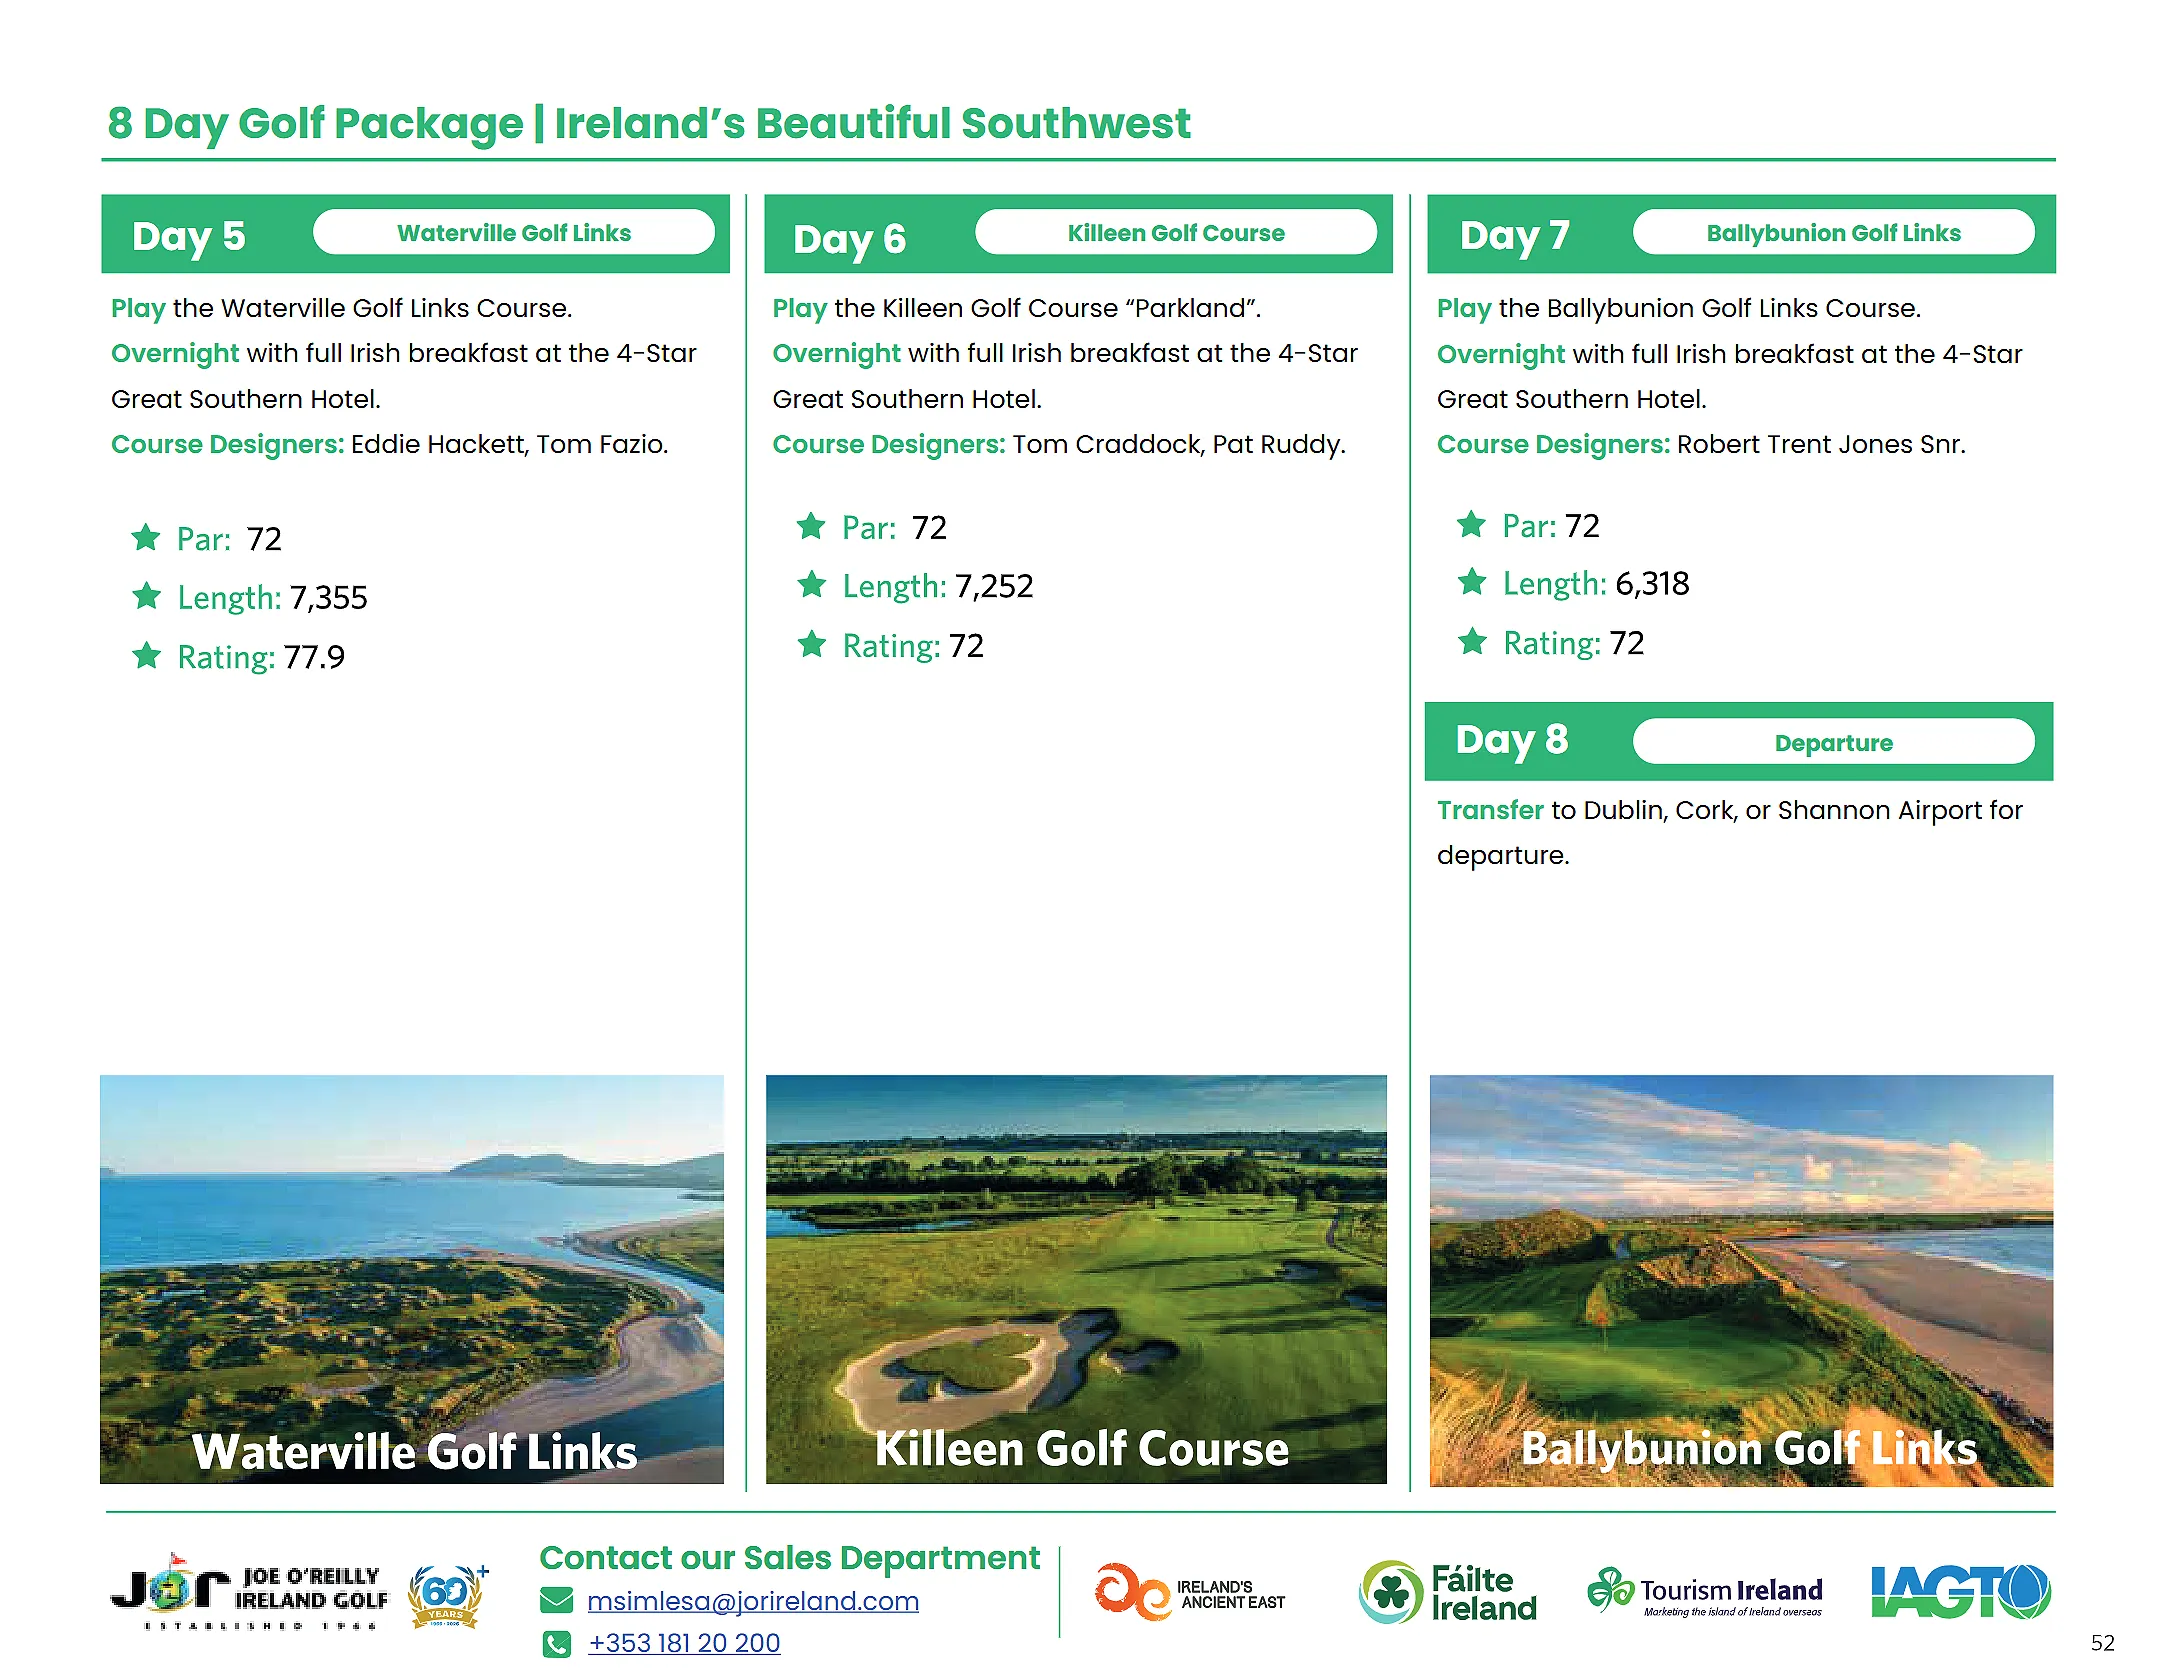 8 Day Golf Package | Ireland’s Beautiful Southwest
Day 5
Waterville Golf Links
Play the Waterville Golf Links Course.
Overnight with full Irish breakfast at the 4-Star
Great Southern Hotel.
Course Designers: Eddie Hackett, Tom Fazio.
Par: 72
Length: 7,355
Rating: 77.9
Waterville Golf Links
Day 6
Killeen Golf Course
Play the Killeen Golf Course “Parkland”.
Overnight with full Irish breakfast at the 4-Star
Great Southern Hotel.
Course Designers: Tom Craddock, Pat Ruddy.
Par: 72
Length: 7,252
Rating: 72
Killeen Golf Course
Day 7
Ballybunion Golf Links
Play the Ballybunion Golf Links Course.
Overnight with full Irish breakfast at the 4-Star
Great Southern Hotel.
Course Designers: Robert Trent Jones Snr.
Par: 72
Length: 6,318
Rating: 72
Day 8
Departure
Transfer to Dublin, Cork, or Shannon Airport for
departure.
Ballybunion Golf Links
JOr JOE O’REILLY
IRELAND GOLF
ESTABLISHED 1966
60+
YEARS
1966 - 2026
Contact our Sales Department
msimlesa@jorireland.com
+353 181 20 200
IRELAND'S
ANCIENT EAST
Fáilte
Ireland
Tourism Ireland
Marketing the island of Ireland overseas
IAGTO
52